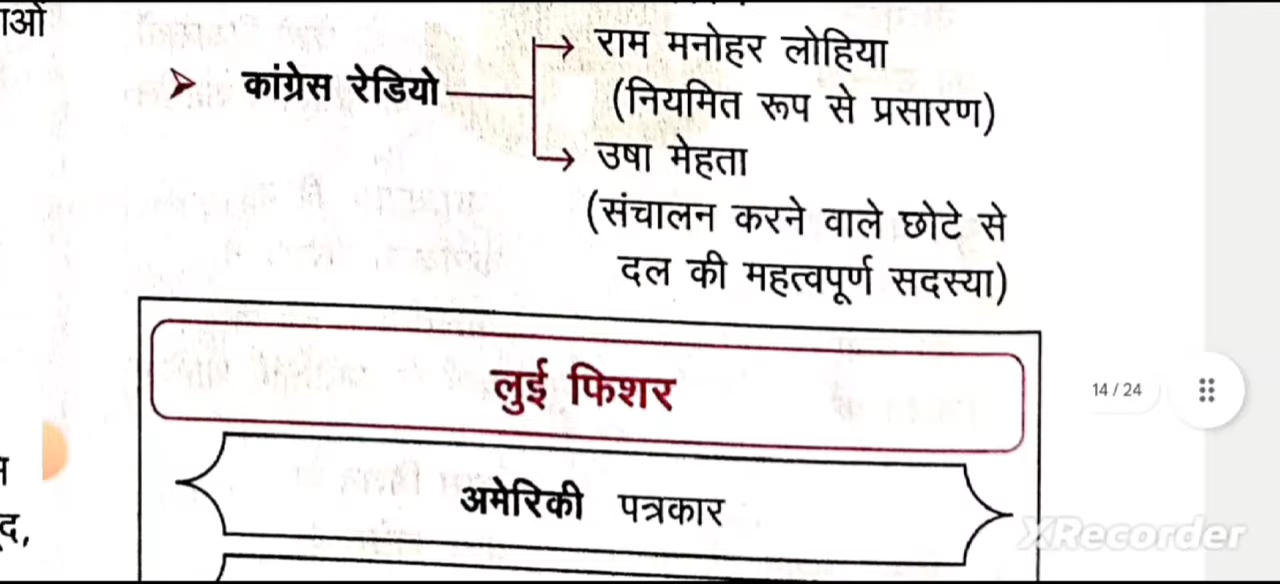 राम मनोहर लोहिया
➤ कांग्रेस रेडियो
(नियमित रूप से प्रसारण)
उषा मेहता
(संचालन करने वाले छोटे से
दल की महत्वपूर्ण सदस्या)
लुई फिशर
14 / 24
अमेरिकी पत्रकार
XRecorder